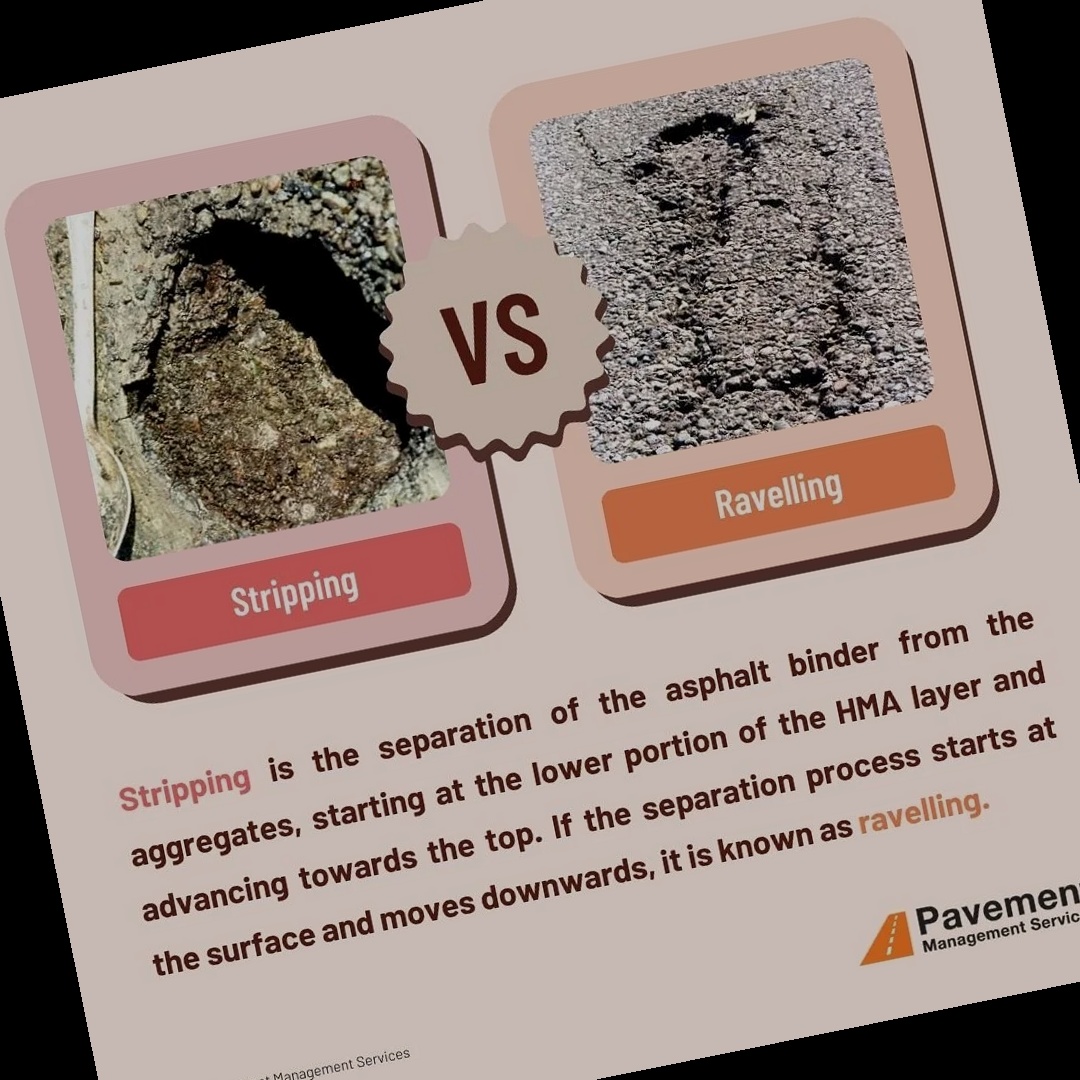 VS
Stripping
Ravelling
Stripping is the separation of the asphalt binder from the
aggregates, starting at the lower portion of the HMA layer and
advancing towards the top. If the separation process starts at
the surface and moves downwards, it is known as ravelling.
Management Services
Management Services